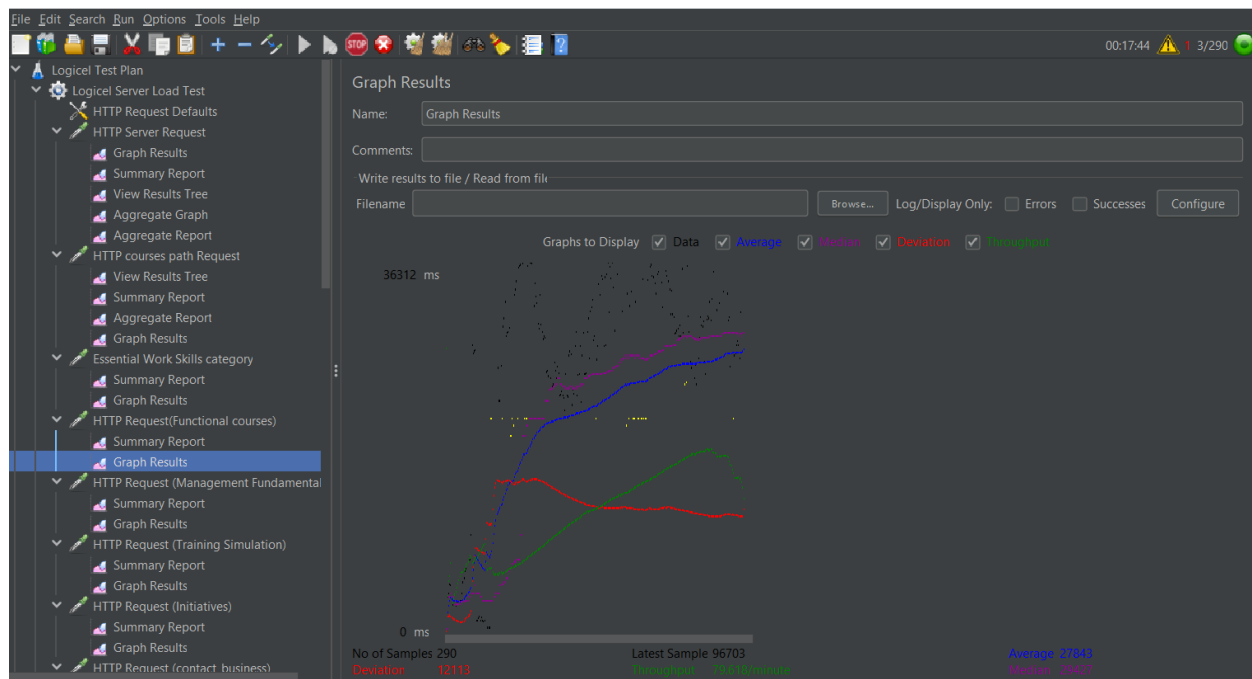 File Edit Search Run Options Tools Help
STOP
00:17:44 1 3/290
Logicel Test Plan
Logicel Server Load Test
HTTP Request Defaults
HTTP Server Request
Graph Results
Summary Report
View Results Tree
Aggregate Graph
Aggregate Report
HTTP courses path Request
View Results Tree
Summary Report
Aggregate Report
Graph Results
Essential Work Skills category
Summary Report
Graph Results
HTTP Request(Functional courses)
Summary Report
Graph Results
HTTP Request (Management Fundamental
Summary Report
Graph Results
HTTP Request (Training Simulation)
Summary Report
Graph Results
HTTP Request (Initiatives)
Summary Report
Graph Results
HTTP Request (contact_business)
Graph Results
Name: Graph Results
Comments:
Write results to file / Read from file
Filename Browse... Log/Display Only: Errors Successes Configure
Graphs to Display Data Average Median Deviation Throughput
36312 ms
0 ms
No of Samples 290 Latest Sample 96703 Average 27843
Deviation 12113 Throughput 79.618/minute Median